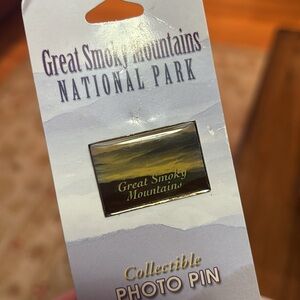 Great Smoky Mountains
NATIONAL PARK
Great Smoky
Mountains
Collectible
PHOTO PIN